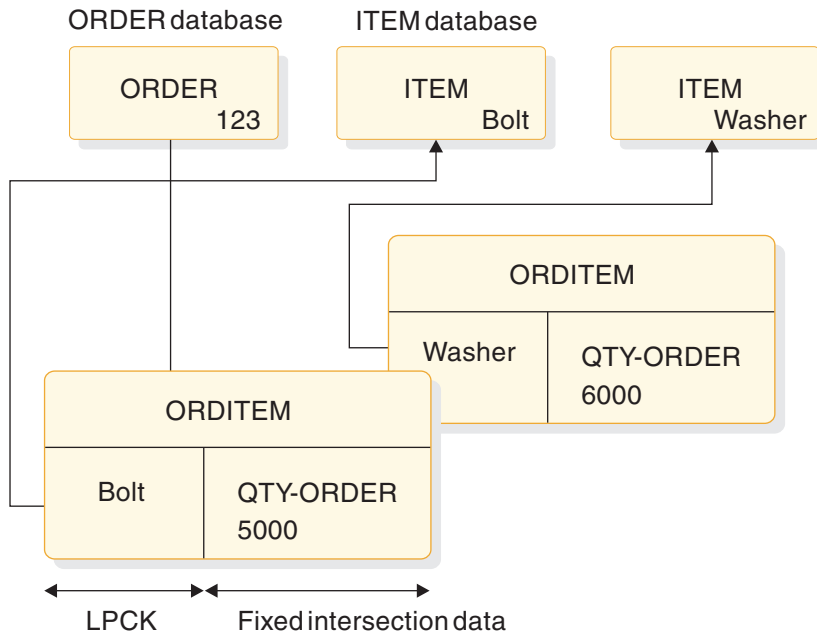 ORDER database
ITEM database
ORDER
123
ITEM
Bolt
ITEM
Washer
ORDITEM
Washer
QTY-ORDER
6000
ORDITEM
Bolt
QTY-ORDER
5000
LPCK
Fixed intersection data